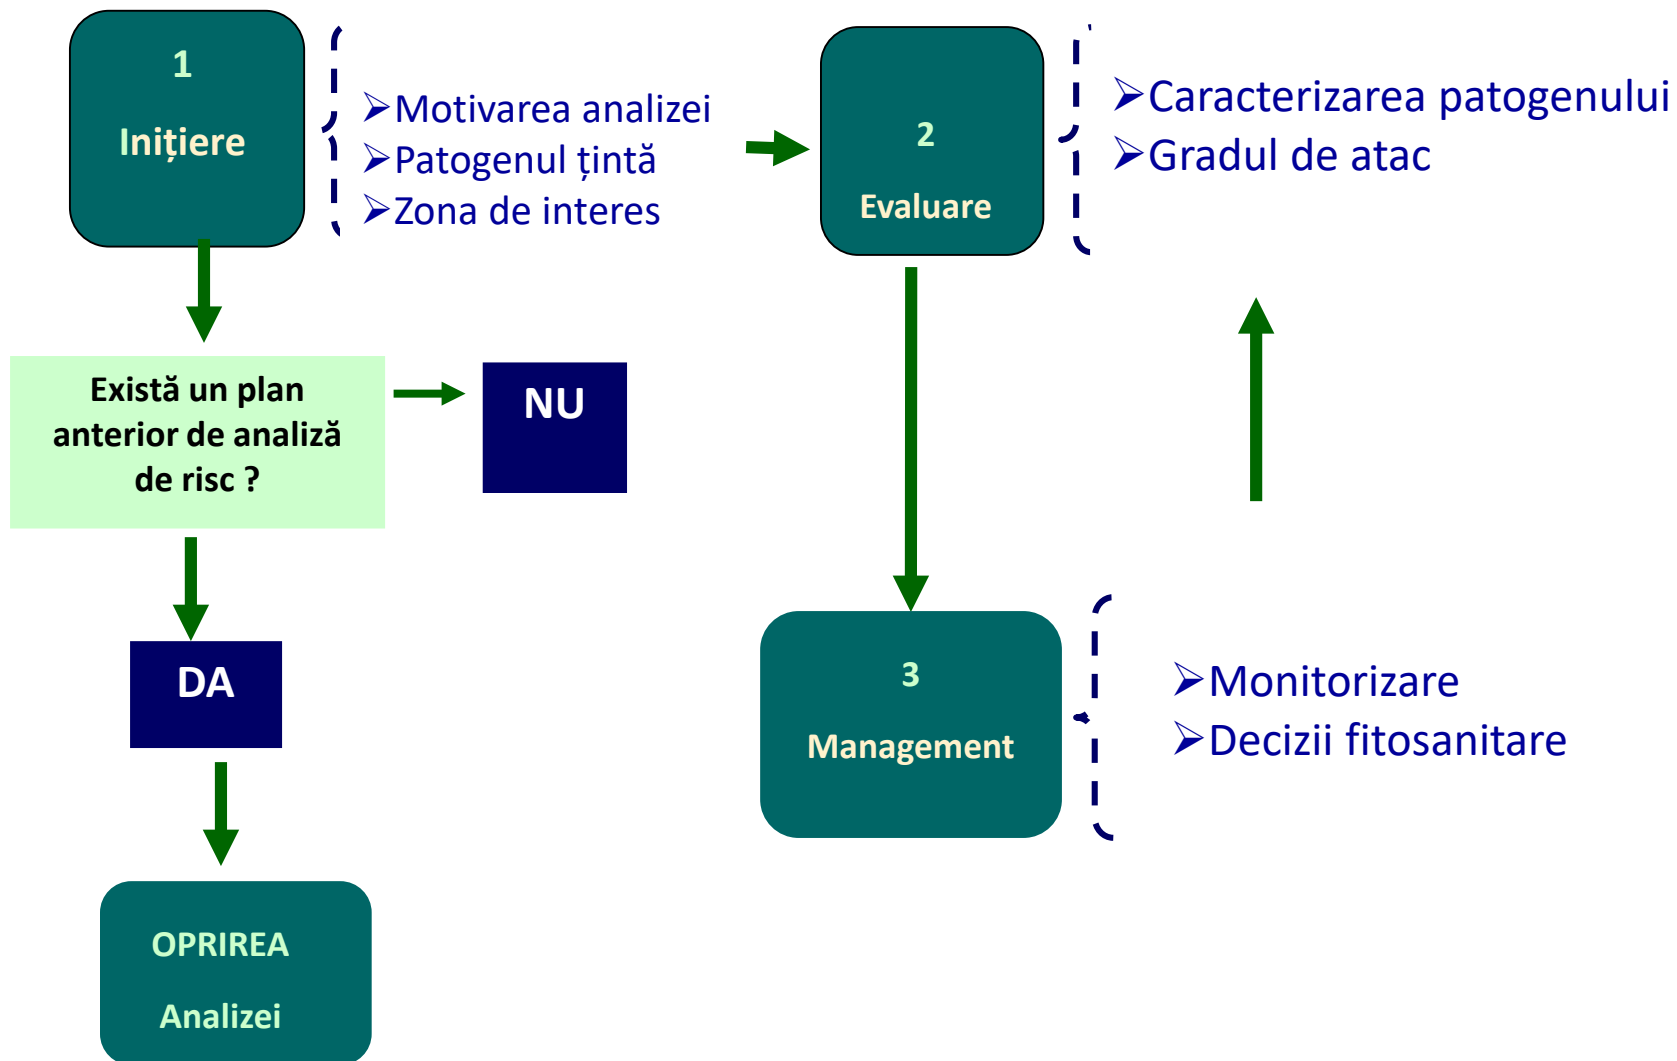 1
Inițiere
➢Motivarea analizei
➢Patogenul țintă
➢Zona de interes
2
Evaluare
➢Caracterizarea patogenului
➢Gradul de atac
Există un plan
anterior de analiză
de risc ?
NU
DA
OPRIREA
Analizei
3
Management
➢Monitorizare
➢Decizii fitosanitare